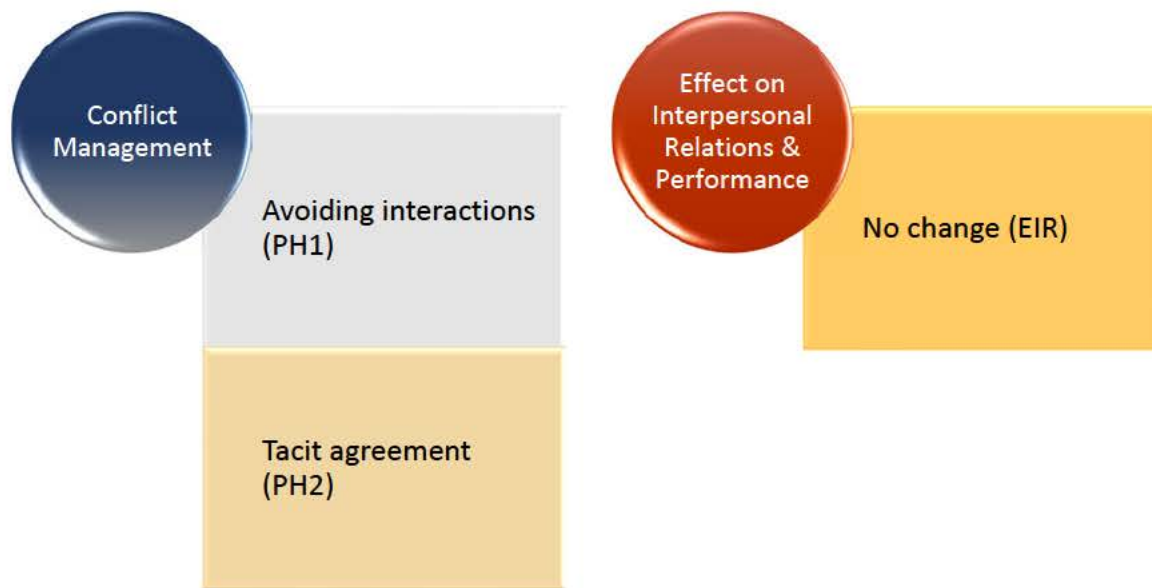 Conflict
Management
Avoiding interactions
(PH1)
Tacit agreement
(PH2)
Effect on
Interpersonal
Relations &
Performance
No change (EIR)